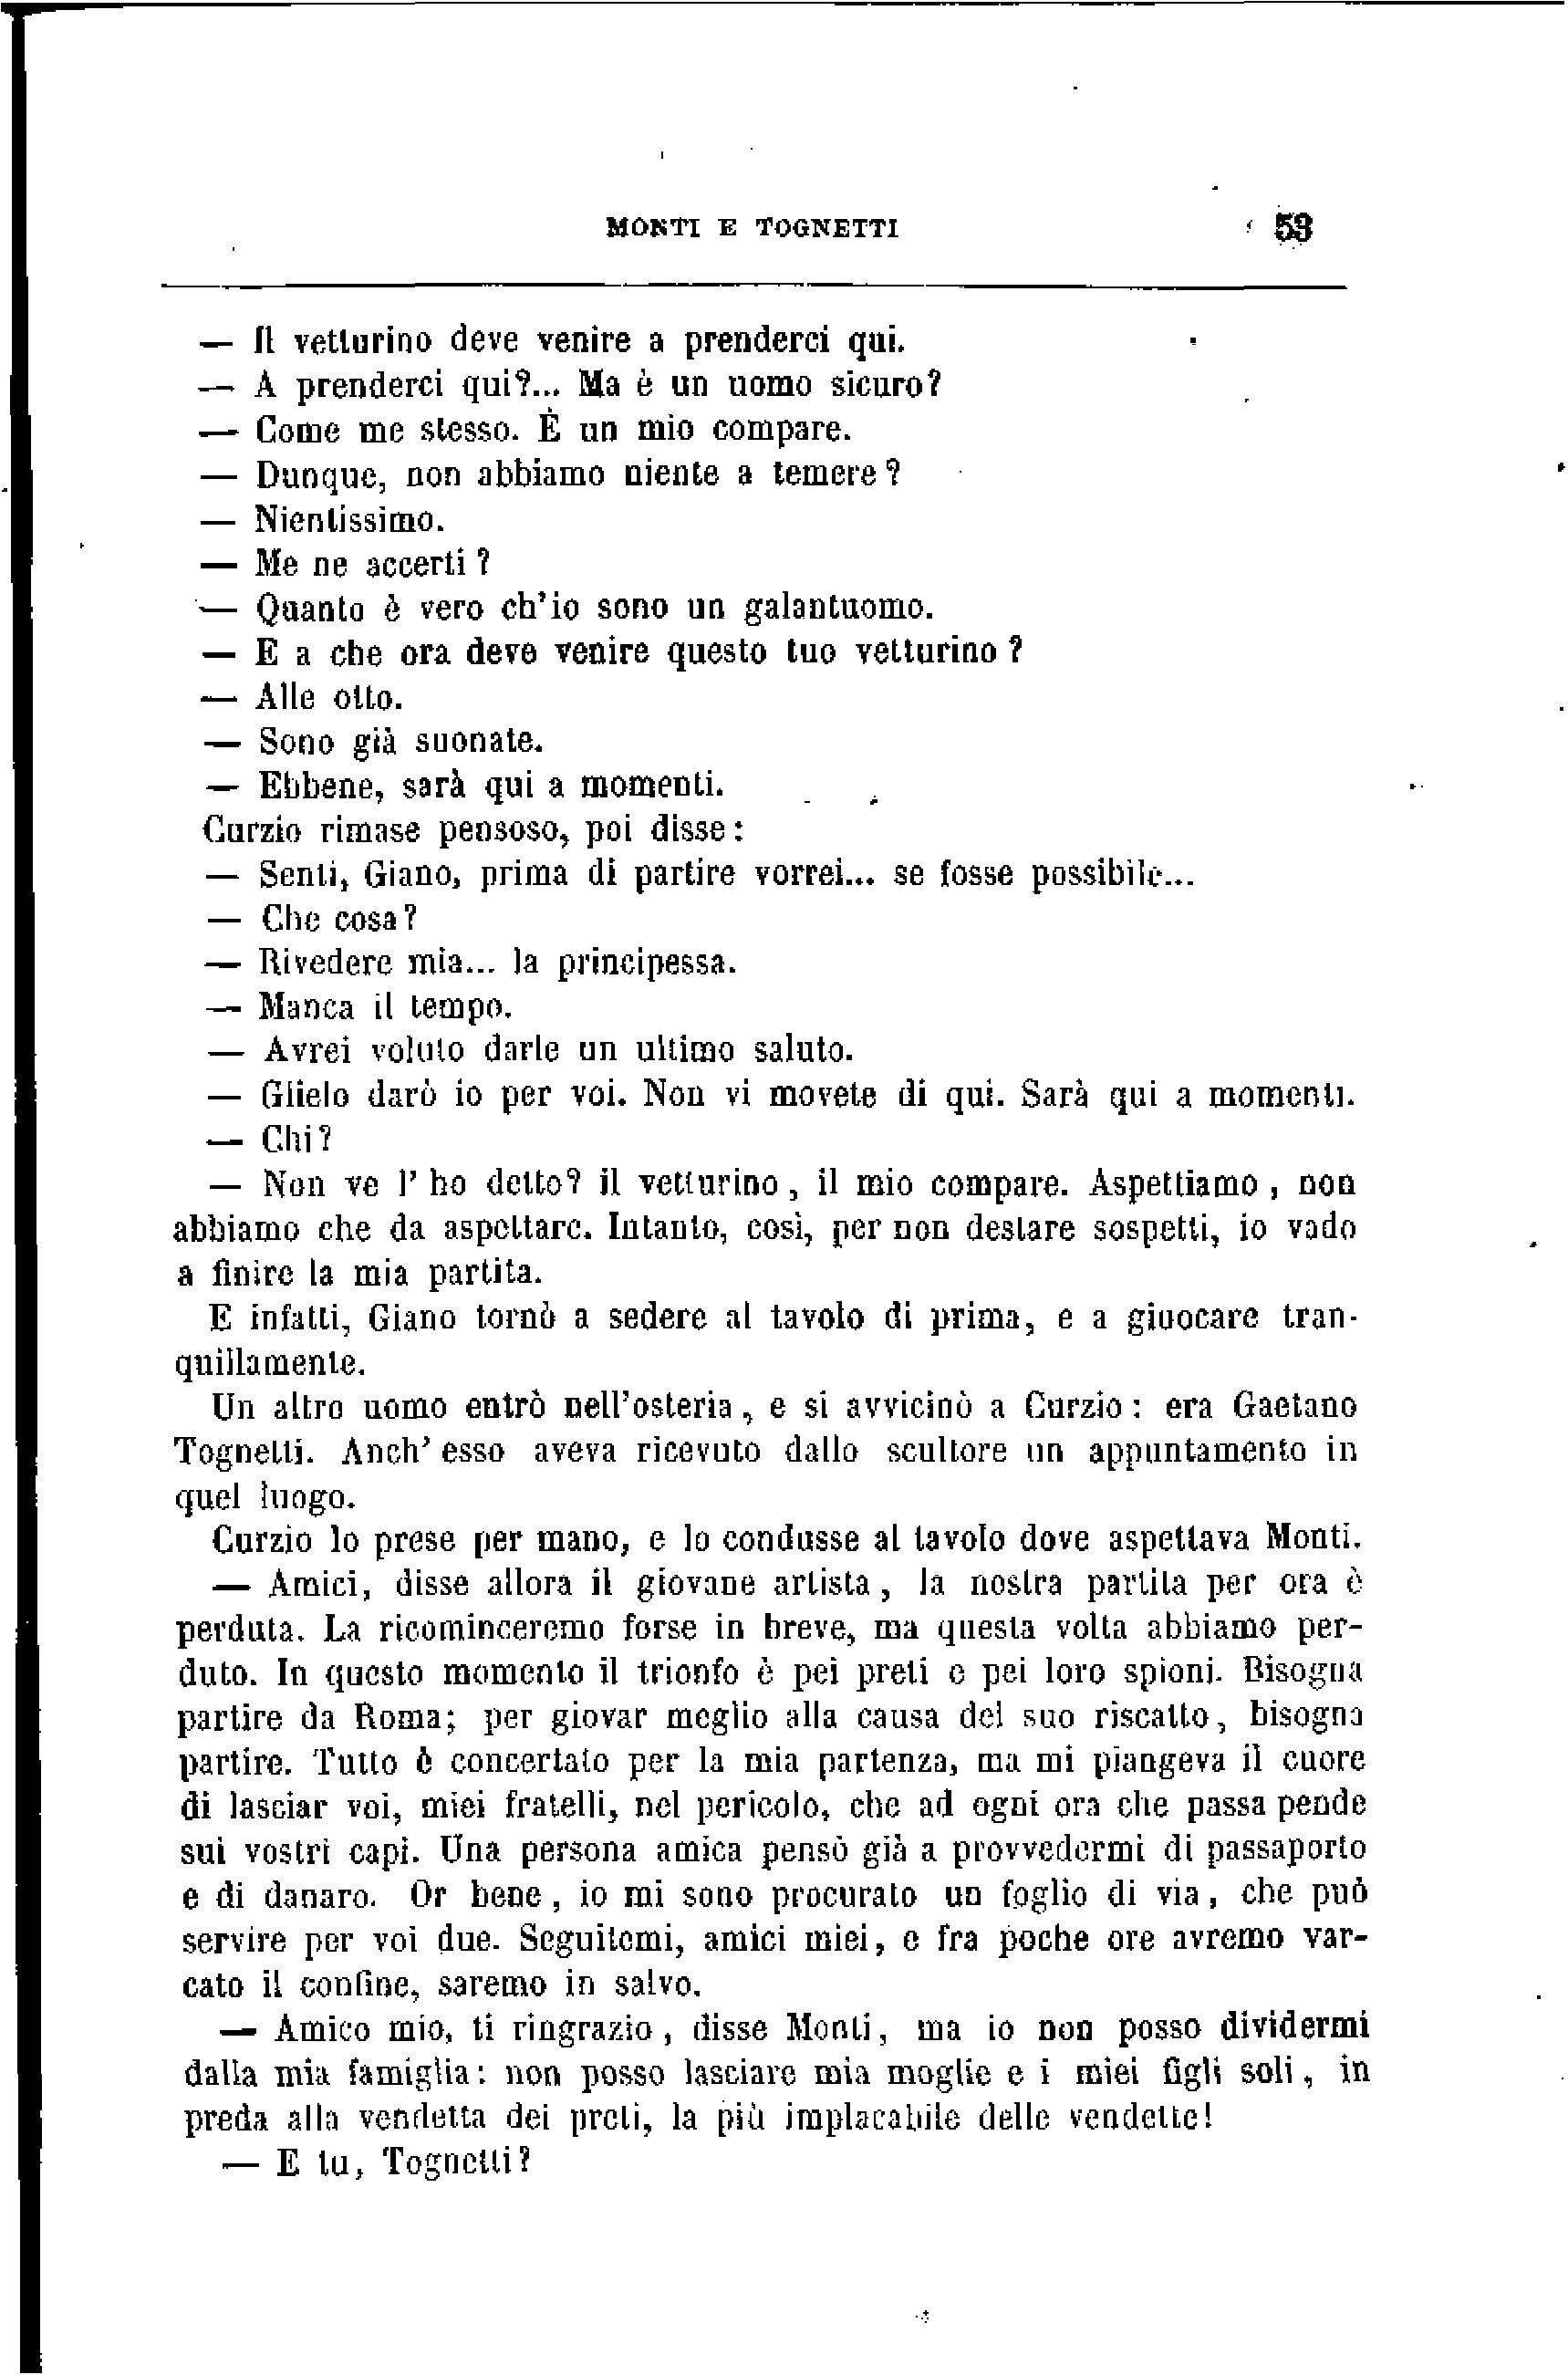 MONTI E TOGNETTI 53
— Il vetturino deve venire a prenderci qui.
— A prenderci qui?... Ma è un uomo sicuro?
— Come me stesso. È un mio compare.
— Dunque, non abbiamo niente a temere?
— Nientissimo.
— Me ne accerti?
— Quanto è vero ch'io sono un galantuomo.
— E a che ora deve venire questo tuo vetturino?
— Alle otto.
— Sono già suonate.
— Ebbene, sarà qui a momenti.
Curzio rimase pensoso, poi disse:
— Senti, Giano, prima di partire vorrei... se fosse possibile...
— Che cosa?
— Rivedere mia... la principessa.
— Manca il tempo.
— Avrei voluto darle un ultimo saluto.
— Glielo darò io per voi. Non vi movete di qui. Sarà qui a momenti.
— Chi?
— Non ve l'ho detto? il vetturino, il mio compare. Aspettiamo, non
abbiamo che da aspettare. Intanto, così, per non destare sospetti, io vado
a finire la mia partita.
E infatti, Giano tornò a sedere al tavolo di prima, e a giuocare tran-
quillamente.
Un altro uomo entrò nell'osteria, e si avvicinò a Curzio: era Gaetano
Tognetti. Anch'esso aveva ricevuto dallo scultore un appuntamento in
quel luogo.
Curzio lo prese per mano, e lo condusse al tavolo dove aspettava Monti.
— Amici, disse allora il giovane artista, la nostra partita per ora è
perduta. La ricominceremo forse in breve, ma questa volta abbiamo per-
duto. In questo momento il trionfo è pei preti e pei loro spioni. Bisogna
partire da Roma; per giovar meglio alla causa del suo riscatto, bisogna
partire. Tutto è concertato per la mia partenza, ma mi piangeva il cuore
di lasciar voi, miei fratelli, nel pericolo, che ad ogni ora che passa pende
sui vostri capi. Una persona amica pensò già a provvedermi di passaporto
e di danaro. Or bene, io mi sono procurato un foglio di via, che può
servire per voi due. Seguitemi, amici miei, e fra poche ore avremo var-
cato il confine, saremo in salvo.
— Amico mio, ti ringrazio, disse Monti, ma io non posso dividermi
dalla mia famiglia: non posso lasciare mia moglie e i miei figli soli, in
preda alla vendetta dei preti, la più implacabile delle vendette!
— E tu, Tognetti?